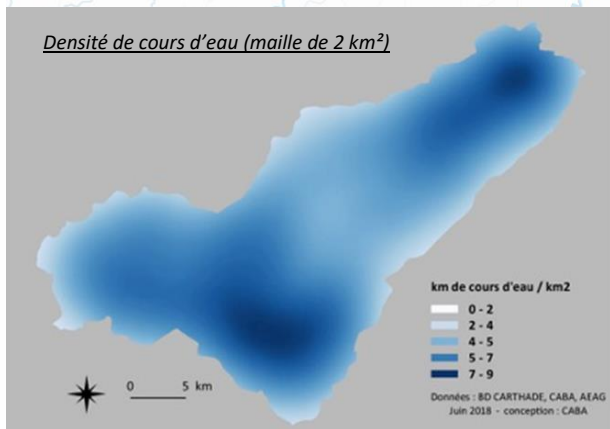 Densité de cours d'eau (maille de 2 km²)
km de cours d'eau / km2
0 - 2
2 - 4
4 - 5
5 - 7
7 - 9
0 5 km
Données : BD CARTHADE, CABA, AEAG
Juin 2018 - conception : CABA